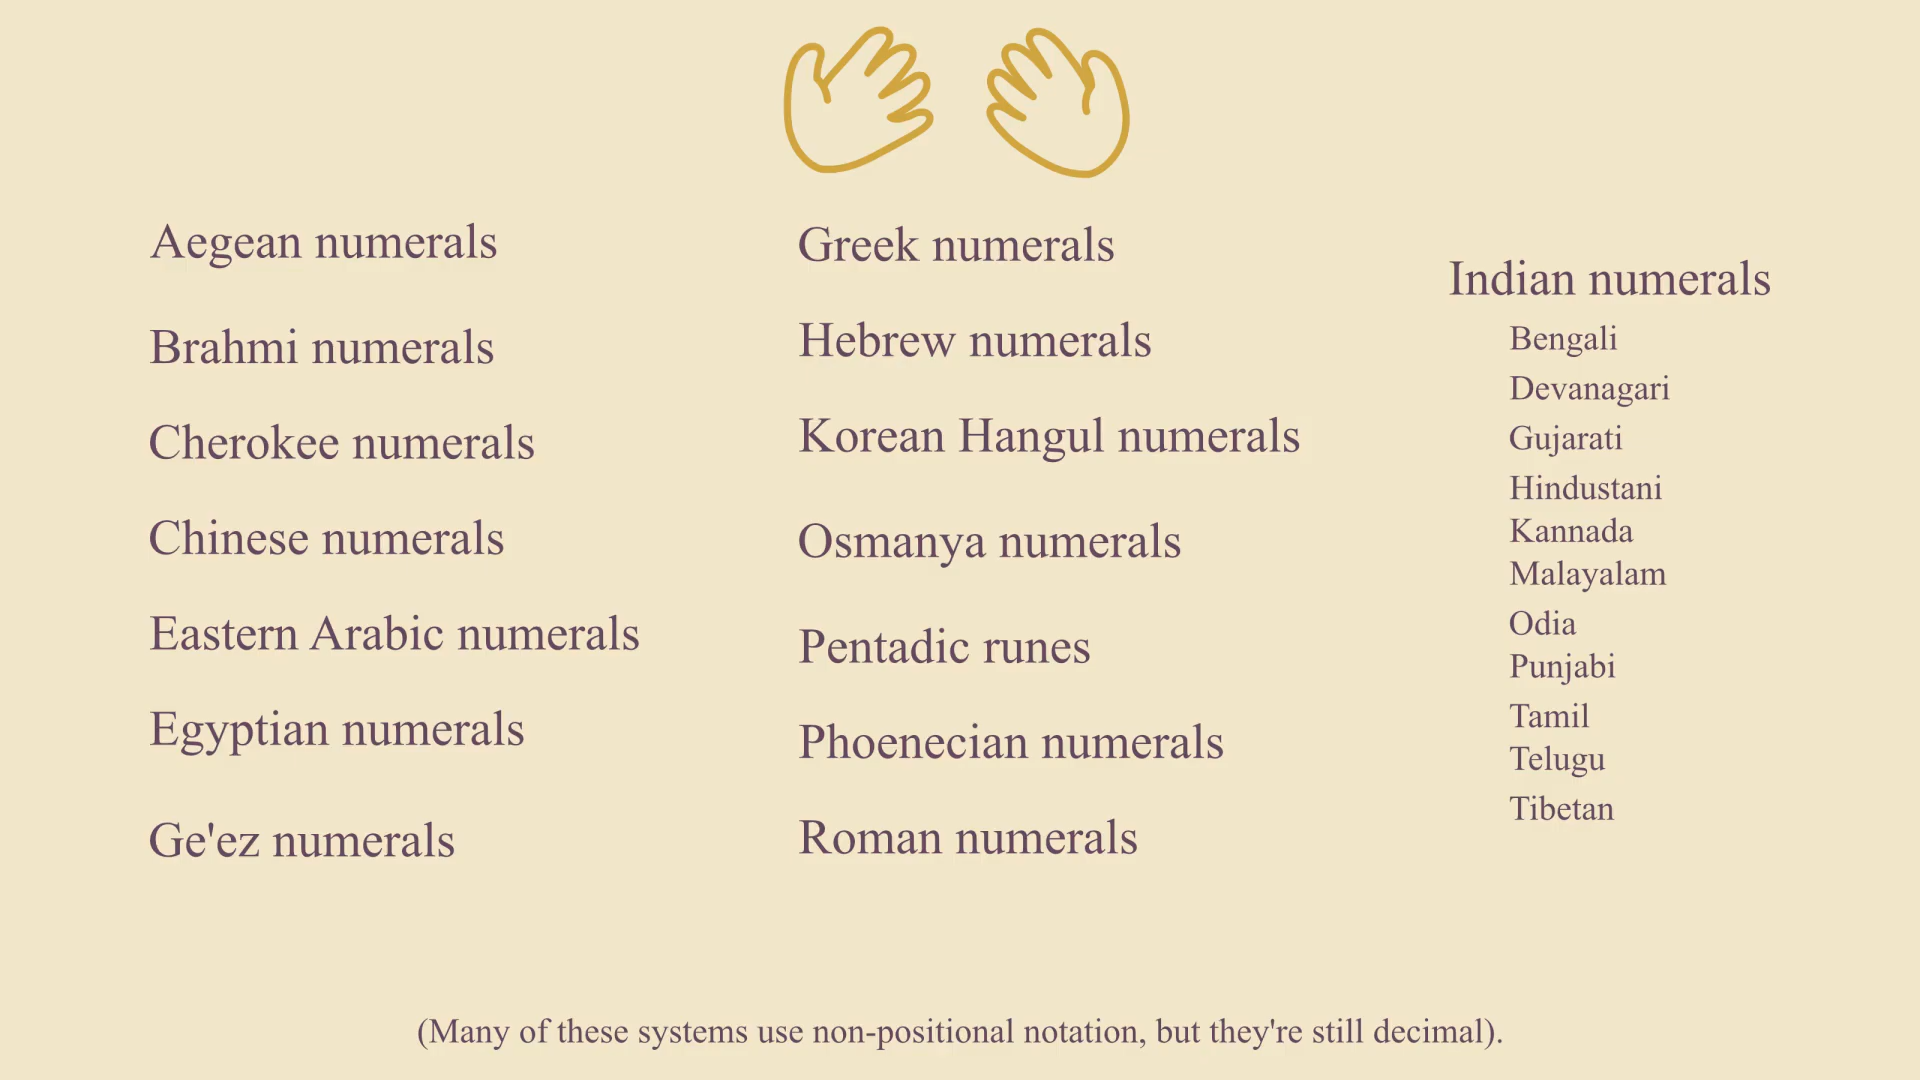 Aegean numerals
Brahmi numerals
Cherokee numerals
Chinese numerals
Eastern Arabic numerals
Egyptian numerals
Ge'ez numerals
Greek numerals
Hebrew numerals
Korean Hangul numerals
Osmanya numerals
Pentadic runes
Phoenecian numerals
Roman numerals
Indian numerals
Bengali
Devanagari
Gujarati
Hindustani
Kannada
Malayalam
Odia
Punjabi
Tamil
Telugu
Tibetan
(Many of these systems use non-positional notation, but they're still decimal).